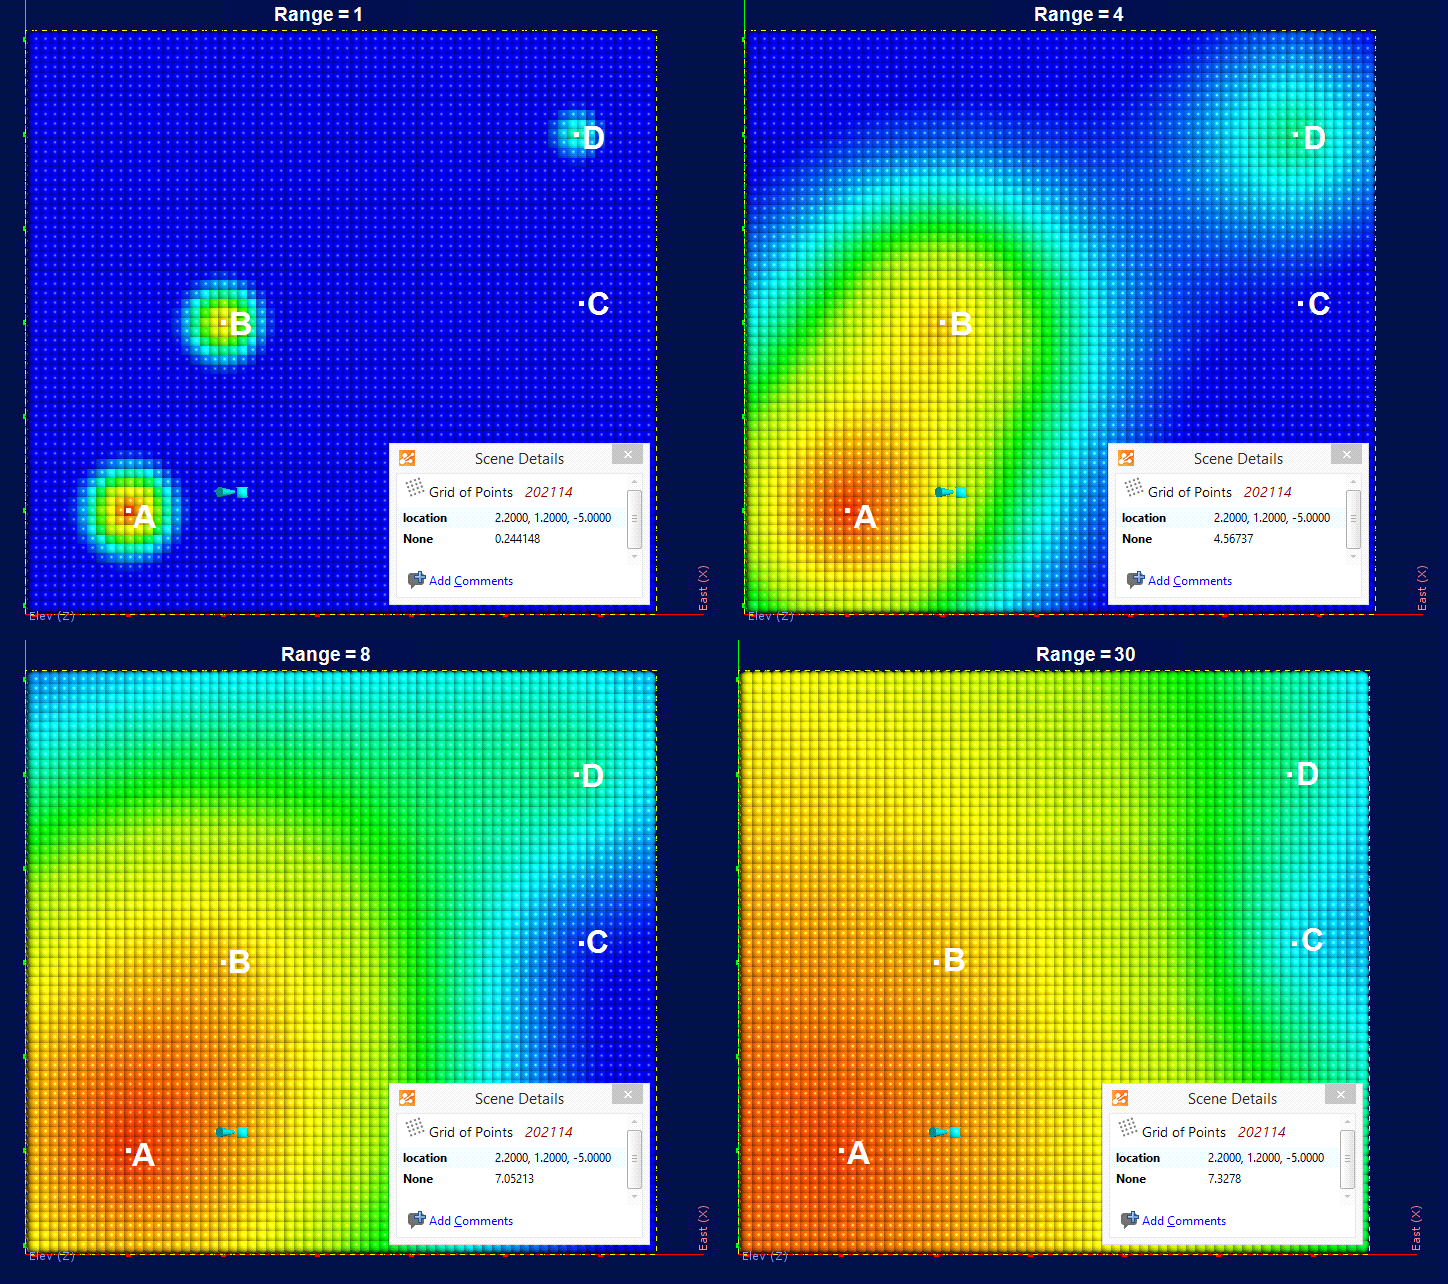 Range = 1
D
C
B
A
Scene Details
Grid of Points 202114
location 2.2000, 1.2000, -5.0000
None 0.244148
Add Comments
East (X)
Elev (Z)
Range = 4
D
C
B
A
Scene Details
Grid of Points 202114
location 2.2000, 1.2000, -5.0000
None 4.56737
Add Comments
East (X)
Elev (Z)
Range = 8
D
C
B
A
Scene Details
Grid of Points 202114
location 2.2000, 1.2000, -5.0000
None 7.05213
Add Comments
East (X)
Elev (Z)
Range = 30
D
C
B
A
Scene Details
Grid of Points 202114
location 2.2000, 1.2000, -5.0000
None 7.3278
Add Comments
East (X)
Elev (Z)